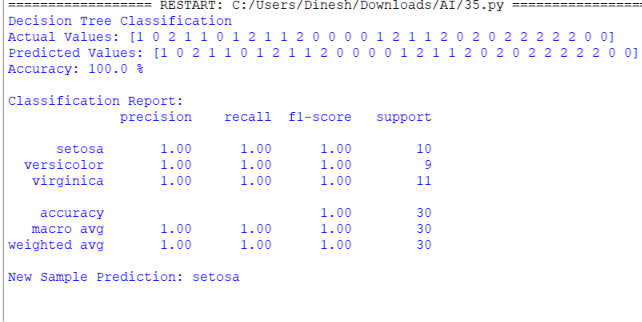 =================== RESTART: C:/Users/Dinesh/Downloads/AI/35.py =================
Decision Tree Classification
Actual Values: [1 0 2 1 1 0 1 2 1 1 2 0 0 0 0 1 2 1 1 2 0 2 0 2 2 2 2 2 0 0]
Predicted Values: [1 0 2 1 1 0 1 2 1 1 2 0 0 0 0 1 2 1 1 2 0 2 0 2 2 2 2 2 0 0]
Accuracy: 100.0 %
Classification Report:
precision recall f1-score support
setosa 1.00 1.00 1.00 10
versicolor 1.00 1.00 1.00 9
virginica 1.00 1.00 1.00 11
accuracy 1.00 30
macro avg 1.00 1.00 1.00 30
weighted avg 1.00 1.00 1.00 30
New Sample Prediction: setosa